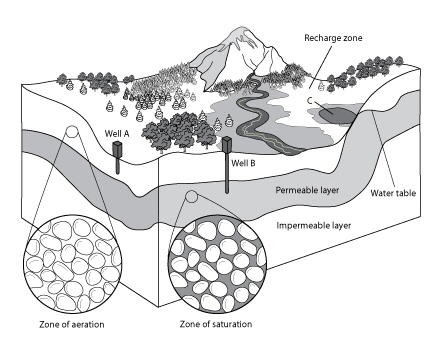 Recharge zone
Well A
Well B
Permeable layer
Water table
Impermeable layer
Zone of aeration
Zone of saturation